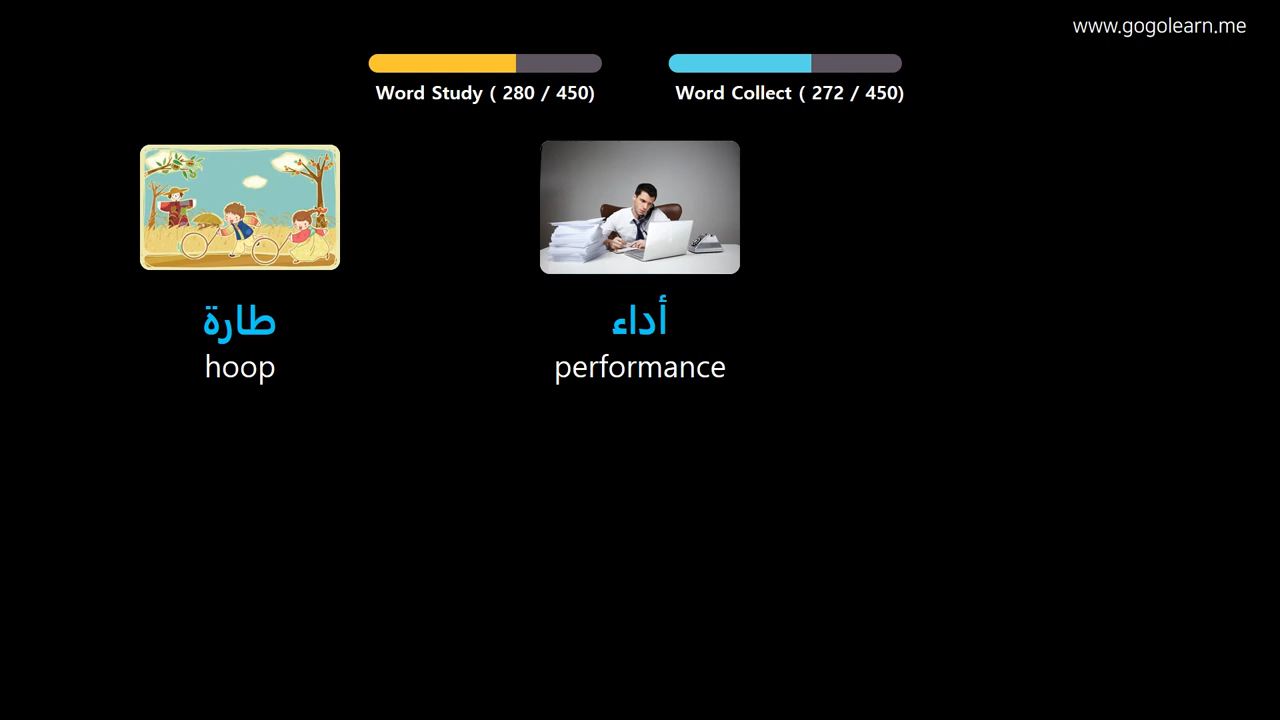 www.gogolearn.me
Word Study ( 280 / 450)
Word Collect ( 272 / 450)
طارة
hoop
أداء
performance